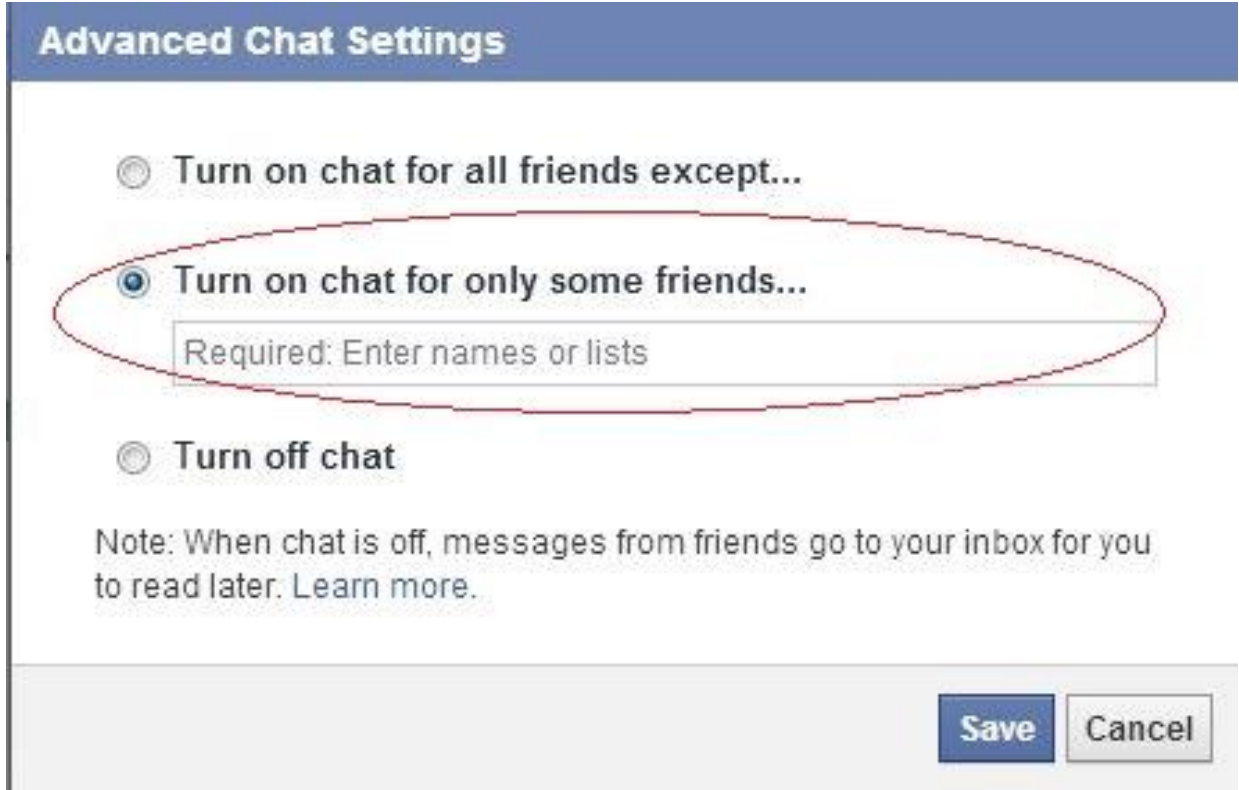 Advanced Chat Settings
Turn on chat for all friends except...
Turn on chat for only some friends...
Required: Enter names or lists
Turn off chat
Note: When chat is off, messages from friends go to your inbox for you
to read later. Learn more.
Save Cancel